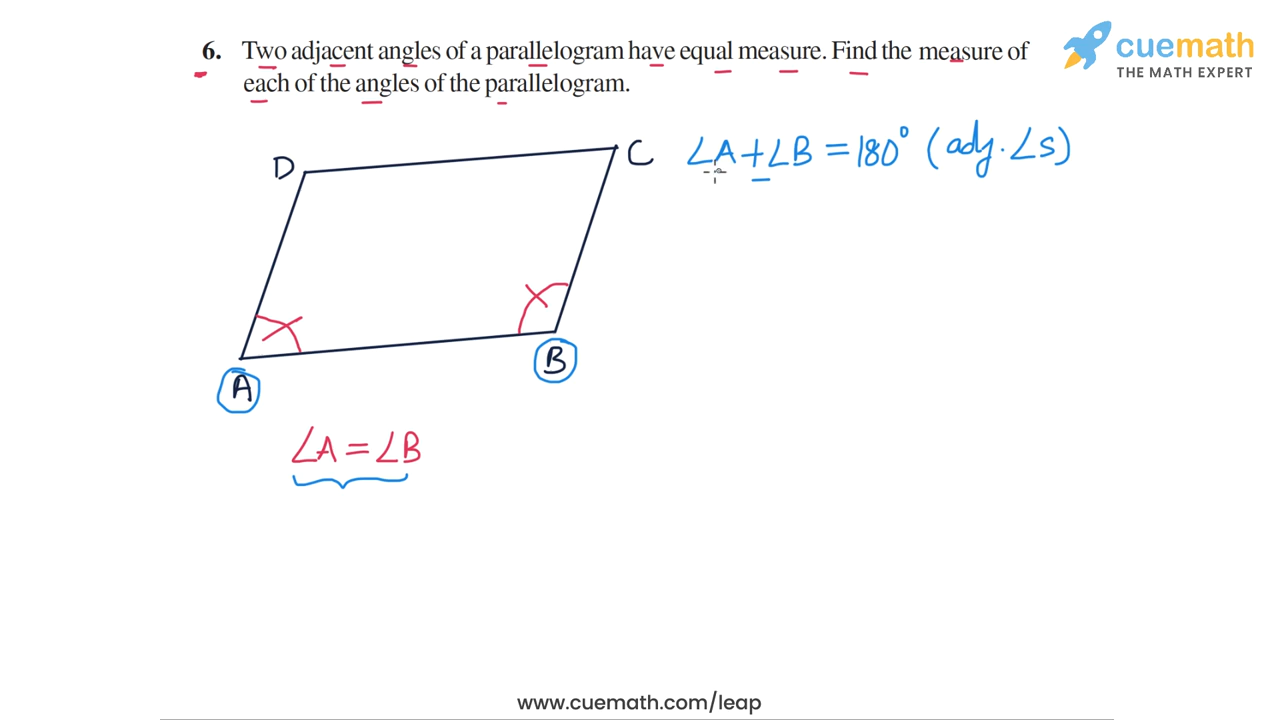 6. Two adjacent angles of a parallelogram have equal measure. Find the measure of
each of the angles of the parallelogram.
cuemath
THE MATH EXPERT
D
C
∠A + ∠B = 180° (adj. ∠s)
x
x
A
B
∠A = ∠B
www.cuemath.com/leap